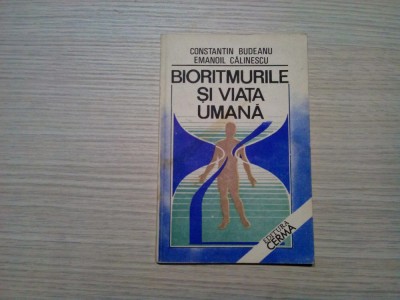 CONSTANTIN BUDEANU
EMANOIL CĂLINESCU
BIORITMURILE
ȘI VIAȚA
UMANĂ
EDITURA
CERMA